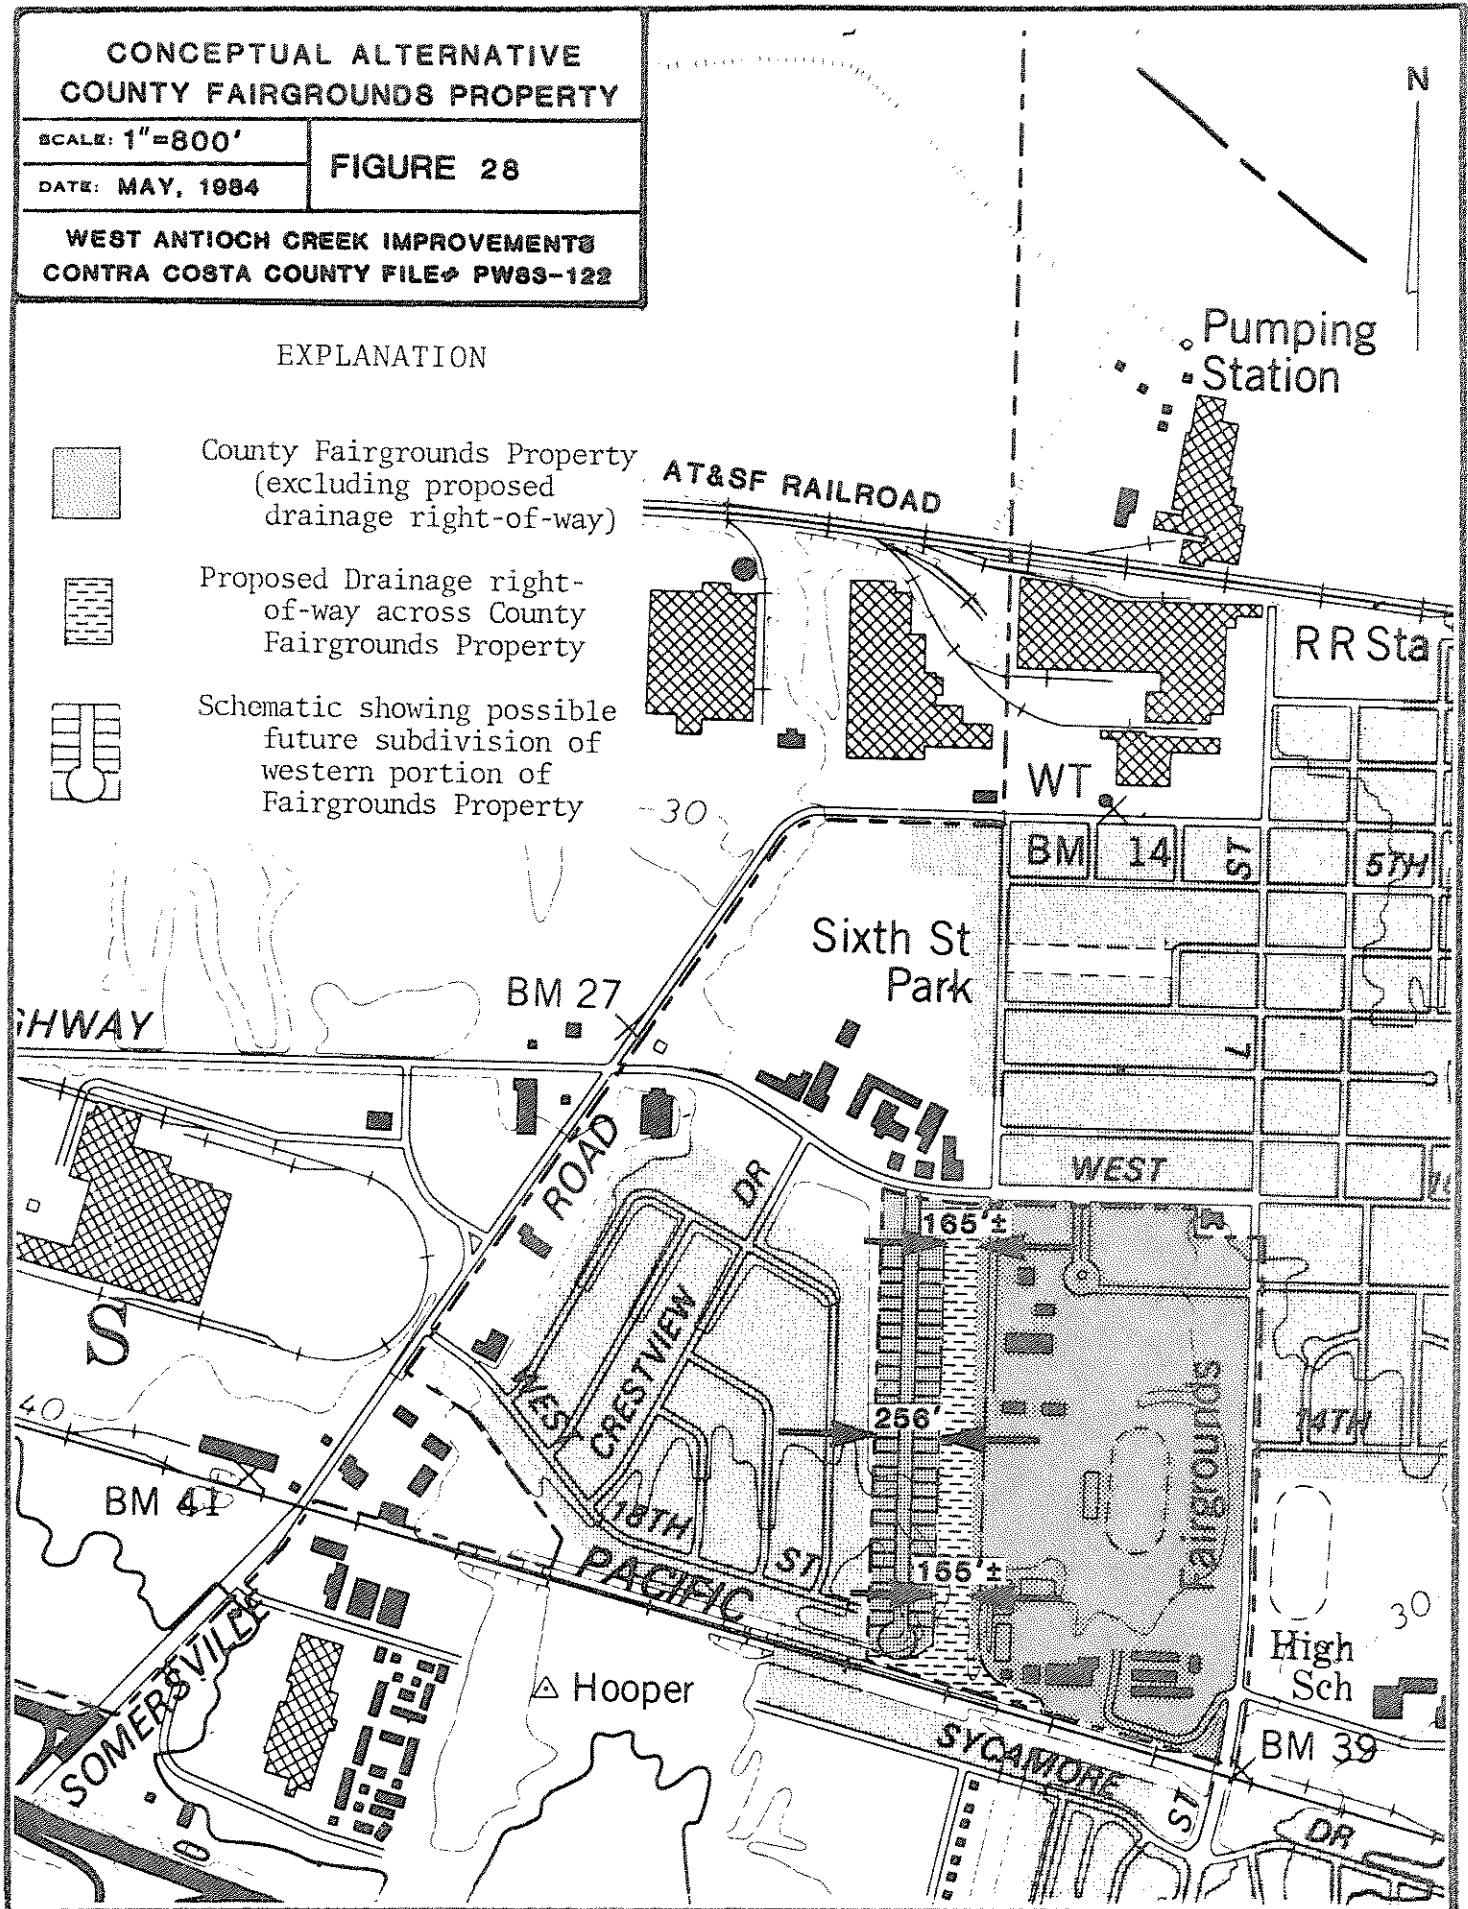 CONCEPTUAL ALTERNATIVE
COUNTY FAIRGROUNDS PROPERTY
SCALE: 1"=800'
FIGURE 28
DATE: MAY, 1984
WEST ANTIOCH CREEK IMPROVEMENTS
CONTRA COSTA COUNTY FILE# PW83-122
N
EXPLANATION
County Fairgrounds Property
(excluding proposed
drainage right-of-way)
Proposed Drainage right-
of-way across County
Fairgrounds Property
Schematic showing possible
future subdivision of
western portion of
Fairgrounds Property
Pumping
Station
AT&SF RAILROAD
RR Sta
WT
30
BM 14
ST
5TH
Sixth St
Park
BM 27
GHWAY
L
WEST
ROAD
DR
165'±
S
WEST
CRESTVIEW
256'
Fairgrounds
14TH
40
BM 41
18TH
ST
PACIFIC
155'±
30
High
Sch
SOMERSVILLE
Hooper
SYCAMORE
BM 39
ST
DR